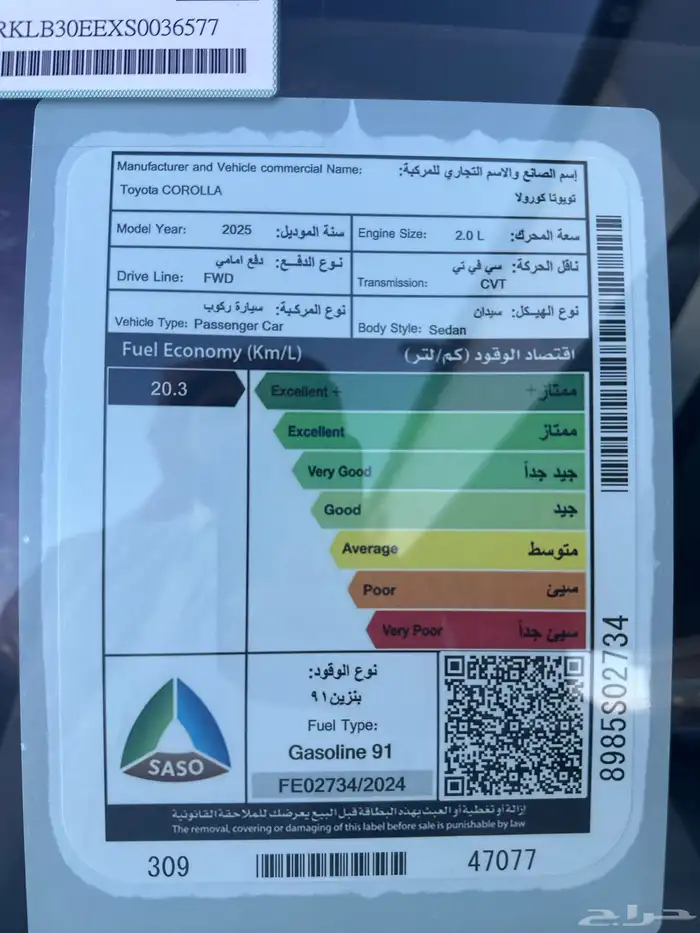 RKLB30EEXS0036577
Manufacturer and Vehicle commercial Name: إسم الصانع والاسم التجاري للمركبة:
Toyota COROLLA تويوتا كورولا
Model Year: 2025 سنة الموديل:
Engine Size: 2.0 L سعة المحرك:
نوع الدفع: دفع امامي
Drive Line: FWD
ناقل الحركة: سي في تي
Transmission: CVT
نوع المركبة: سيارة ركوب
Vehicle Type: Passenger Car
نوع الهيكل: سيدان
Body Style: Sedan
Fuel Economy (Km/L) اقتصاد الوقود (كم/لتر)
20.3
Excellent + ممتاز+
Excellent ممتاز
Very Good جيد جداً
Good جيد
Average متوسط
Poor سيئ
Very Poor سيئ جداً
SASO
نوع الوقود:
بنزين ٩١
Fuel Type:
Gasoline 91
FE02734/2024
8985S02734
إزالة أو تغطية أو العبث بهذه البطاقة قبل البيع يعرضك للملاحقة القانونية
The removal, covering or damaging of this label before sale is punishable by law
309 47077
حراج